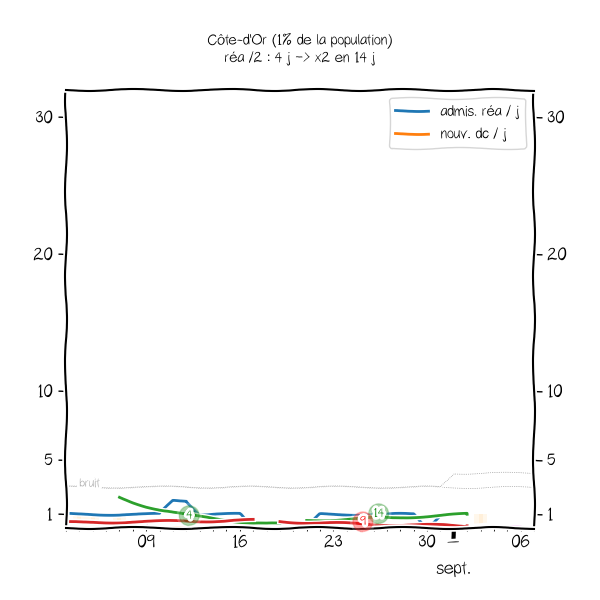 Côte-d'Or (1% de la population)
réa /2 : 4 j -> x2 en 14 j
admis. réa / j
nouv. dc / j
30 30
20 20
10 10
5 5
bruit
1 4 9 14 1
09 16 23 30 06
sept.